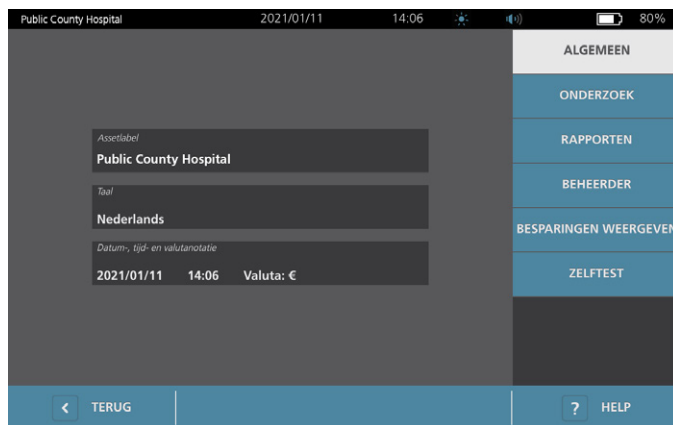 Public County Hospital 2021/01/11 14:06 80%
ALGEMEEN
ONDERZOEK
RAPPORTEN
BEHEERDER
BESPARINGEN WEERGEVEN
ZELFTEST
Assetlabel
Public County Hospital
Taal
Nederlands
Datum-, tijd- en valutanotatie
2021/01/11 14:06 Valuta: €
< TERUG
? HELP